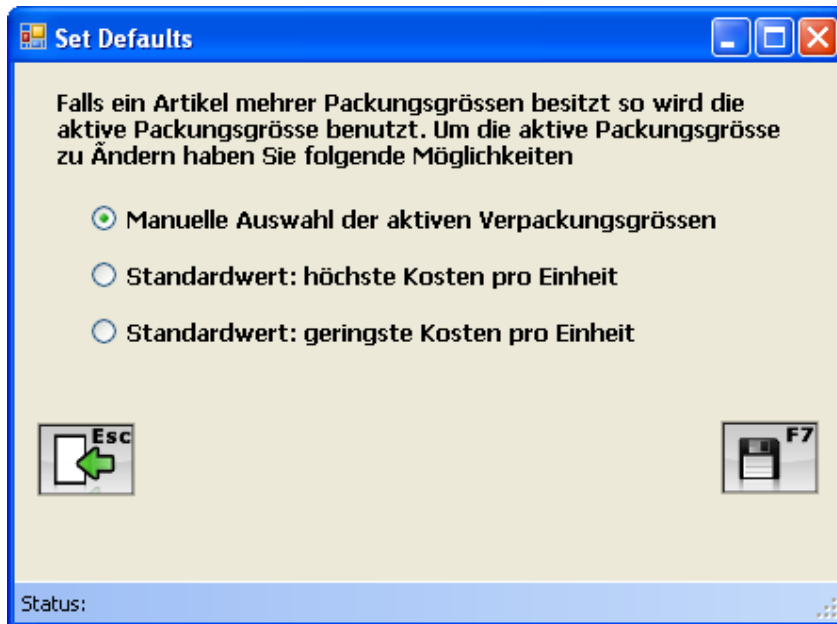 Set Defaults
Falls ein Artikel mehrer Packungsgrössen besitzt so wird die
aktive Packungsgrösse benutzt. Um die aktive Packungsgrösse
zu Ãndern haben Sie folgende Möglichkeiten
Manuelle Auswahl der aktiven Verpackungsgrössen
Standardwert: höchste Kosten pro Einheit
Standardwert: geringste Kosten pro Einheit
Esc
F7
Status: